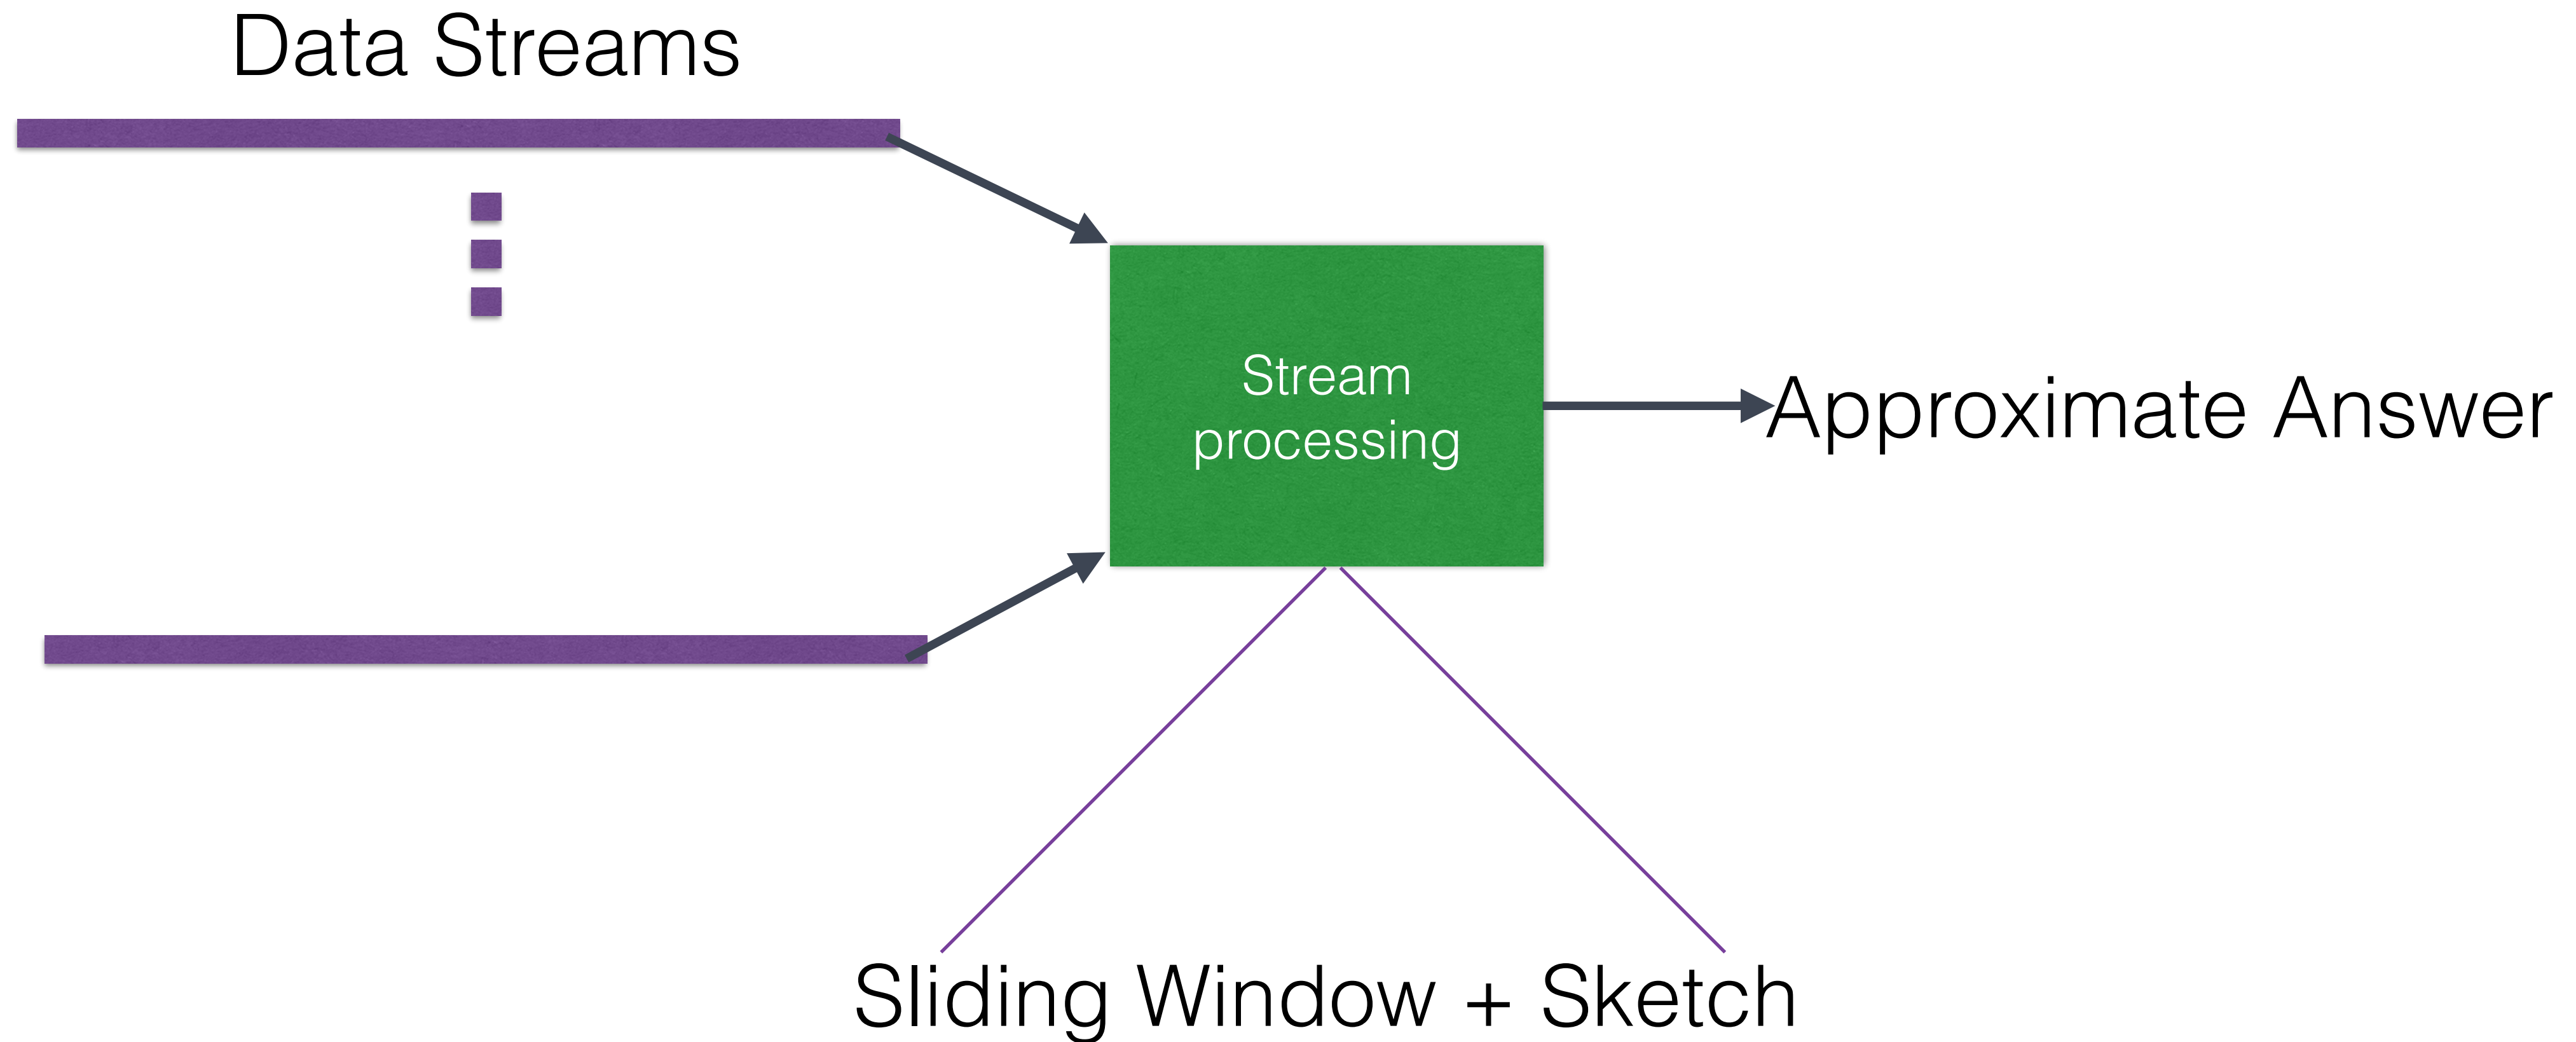 Data Streams
Stream
processing
Approximate Answer
Sliding Window + Sketch